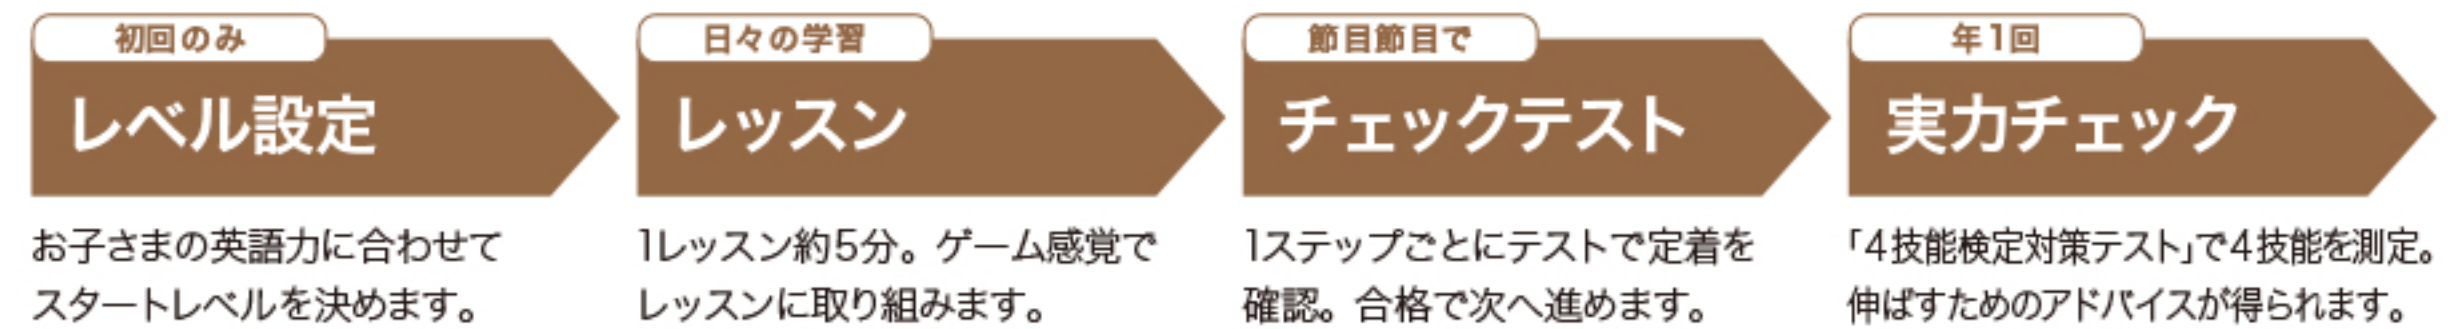 初回のみ
レベル設定
お子さまの英語力に合わせて
スタートレベルを決めます。
日々の学習
レッスン
1レッスン約5分。ゲーム感覚で
レッスンに取り組みます。
節目節目で
チェックテスト
1ステップごとにテストで定着を
確認。合格で次へ進めます。
年1回
実力チェック
「4技能検定対策テスト」で4技能を測定。
伸ばすためのアドバイスが得られます。